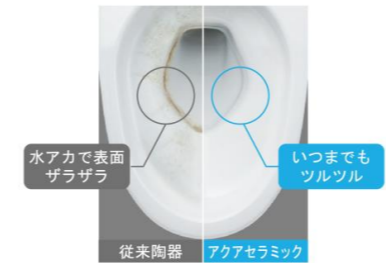 水アカで表面
ザラザラ
いつまでも
ツルツル
従来陶器
アクアセラミック